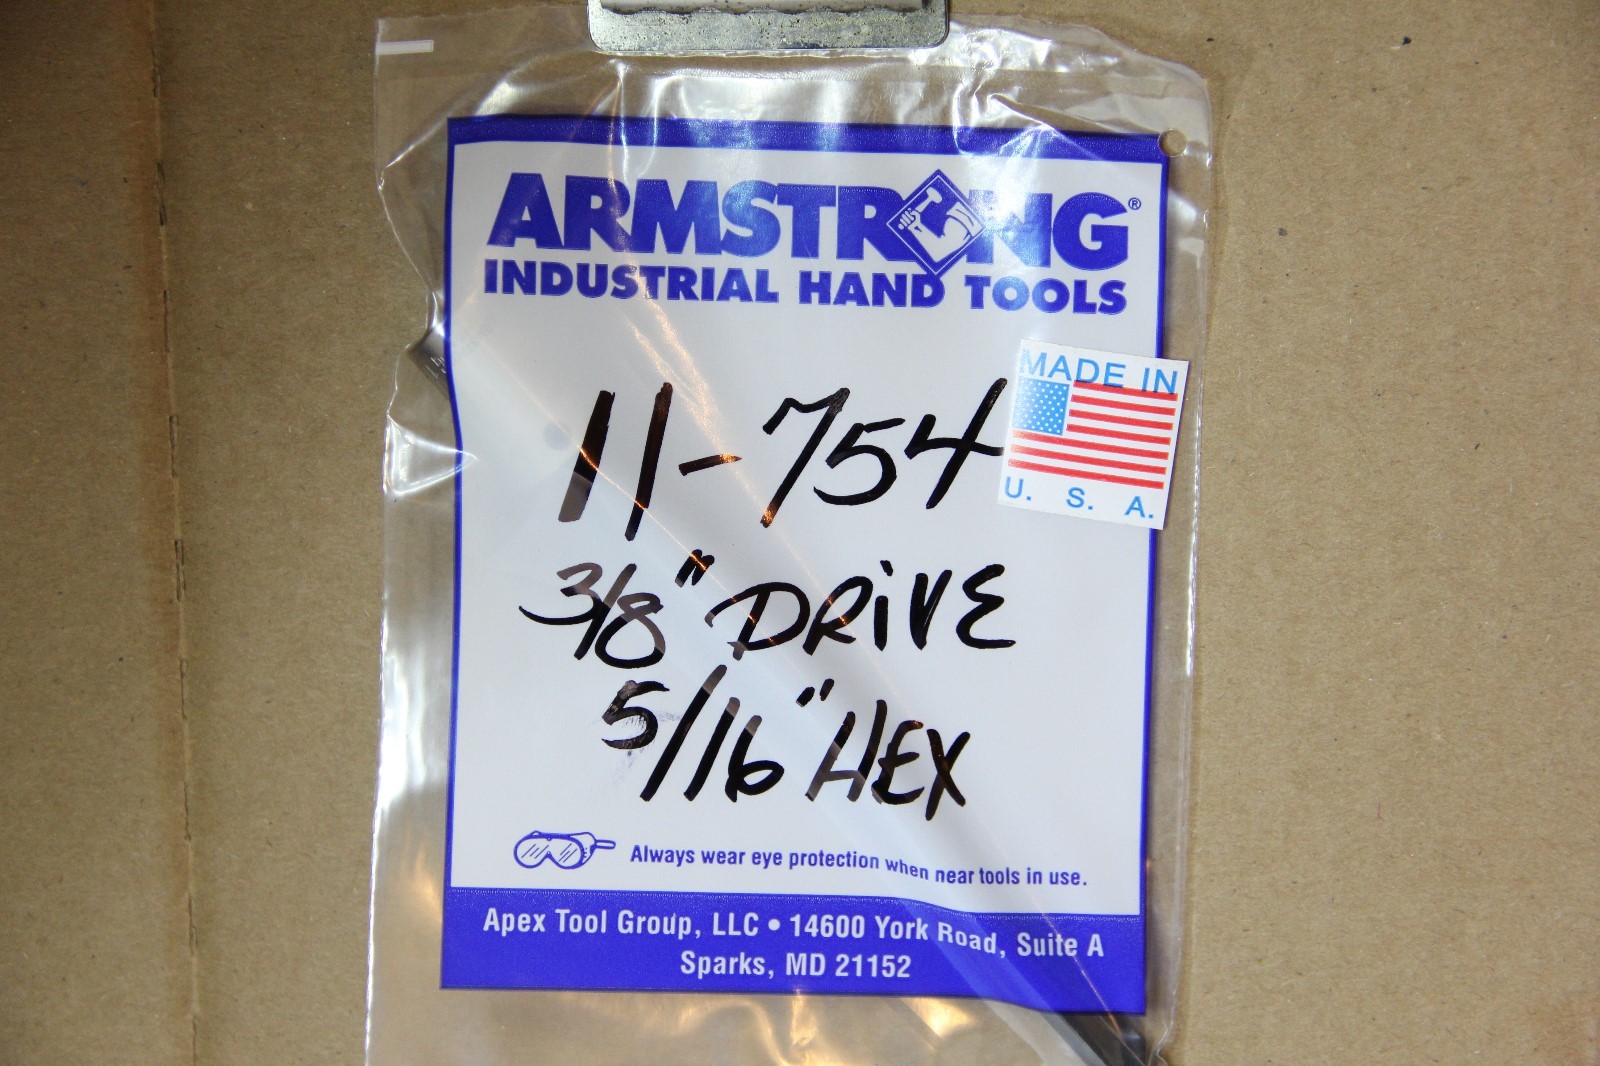 ARMSTRONG®
INDUSTRIAL HAND TOOLS
MADE IN
U. S. A.
11-754
3/8" DRiVE
5/16" HEX
Always wear eye protection when near tools in use.
Apex Tool Group, LLC • 14600 York Road, Suite A
Sparks, MD 21152